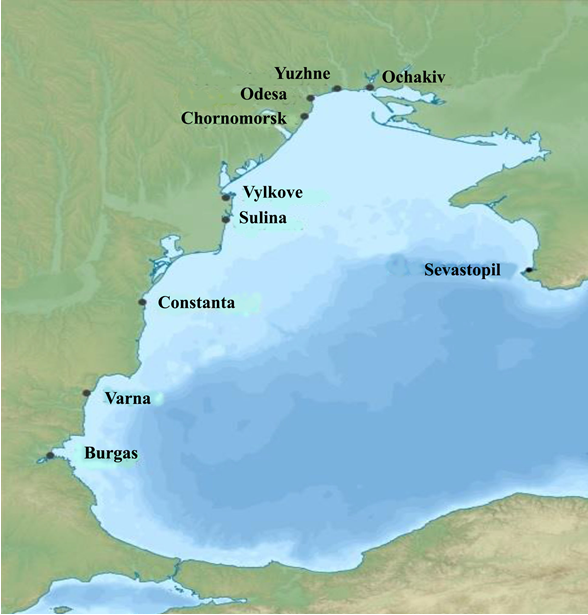 Yuzhne
Ochakiv
Odesa
Chornomorsk
Vylkove
Sulina
Sevastopil
Constanta
Varna
Burgas